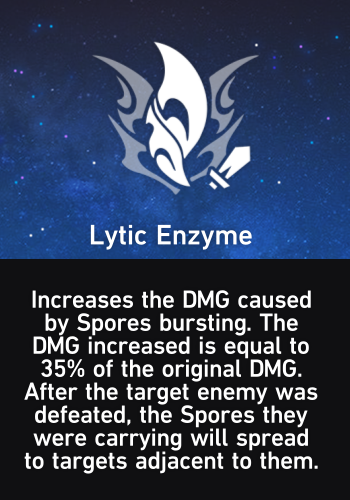 Lytic Enzyme
Increases the DMG caused
by Spores bursting. The
DMG increased is equal to
35% of the original DMG.
After the target enemy was
defeated, the Spores they
were carrying will spread
to targets adjacent to them.